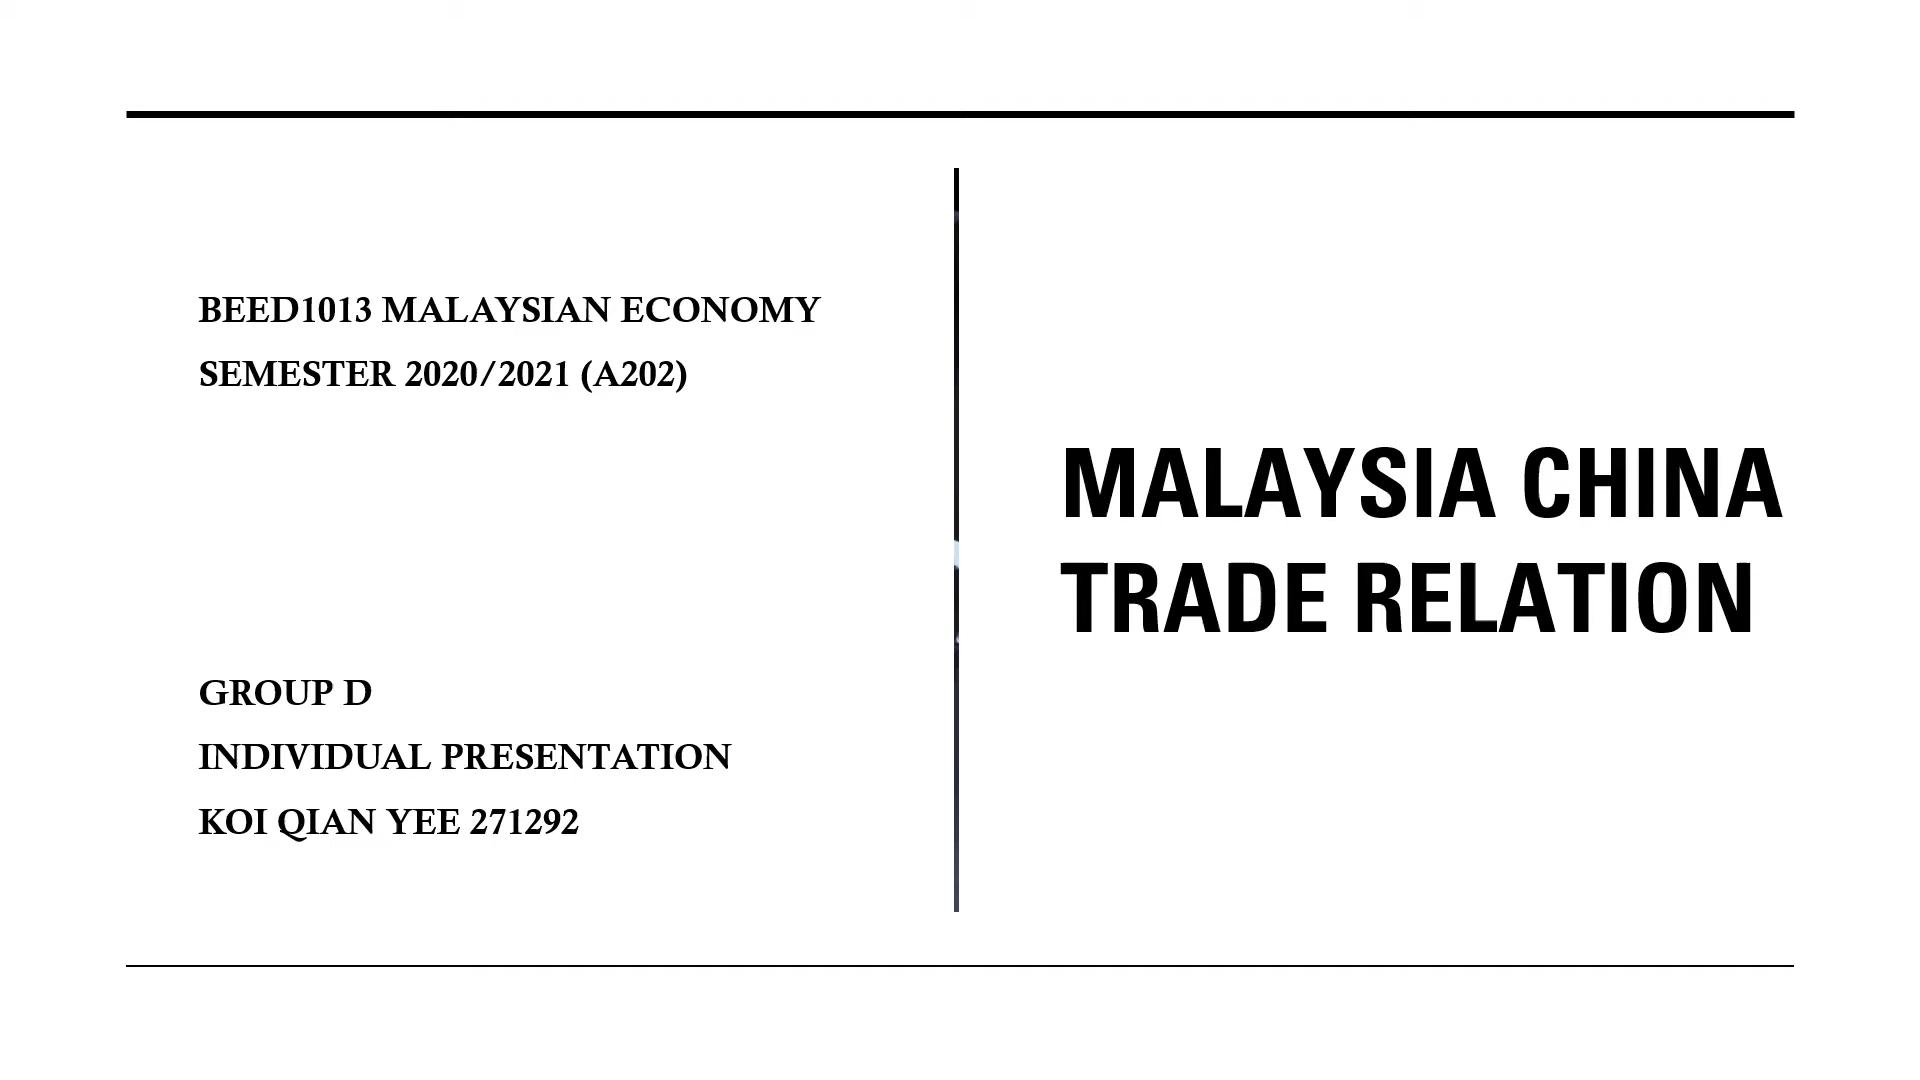 BEED1013 MALAYSIAN ECONOMY
SEMESTER 2020/2021 (A202)
GROUP D
INDIVIDUAL PRESENTATION
KOI QIAN YEE 271292
MALAYSIA CHINA
TRADE RELATION